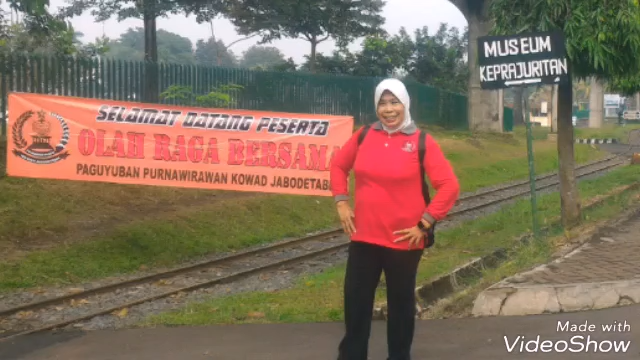 SELAMAT DATANG PESERTA
OLAH RAGA BERSAMA
PAGUYUBAN PURNAWIRAWAN KOWAD JABODETAB
MUSEUM
KEPRAJURITAN
Made with
VideoShow